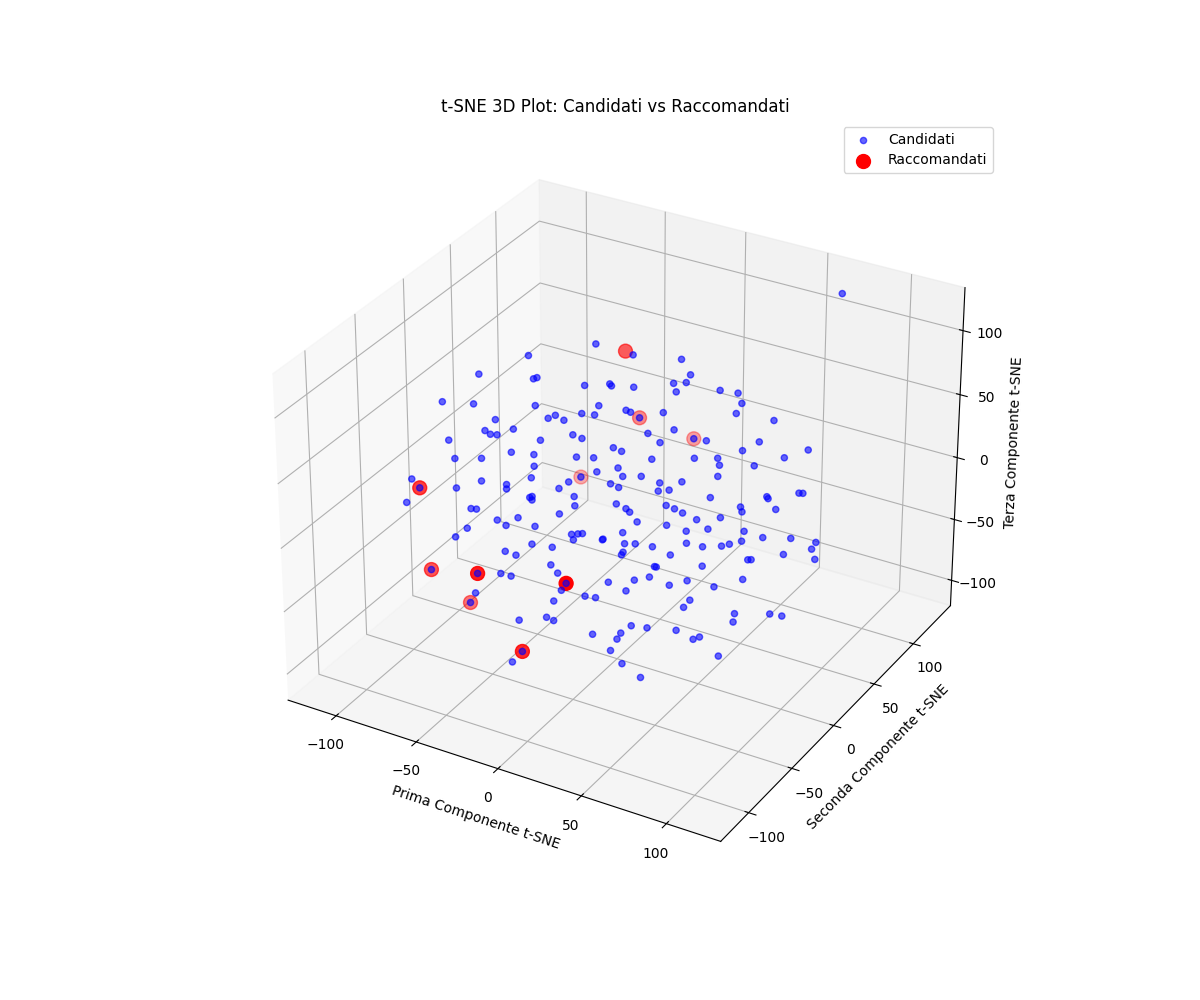 t-SNE 3D Plot: Candidati vs Raccomandati
Candidati
Raccomandati
100
50
0
−50
−100
Terza Componente t-SNE
100
50
0
−50
−100
Seconda Componente t-SNE
−100
−50
0
50
100
Prima Componente t-SNE